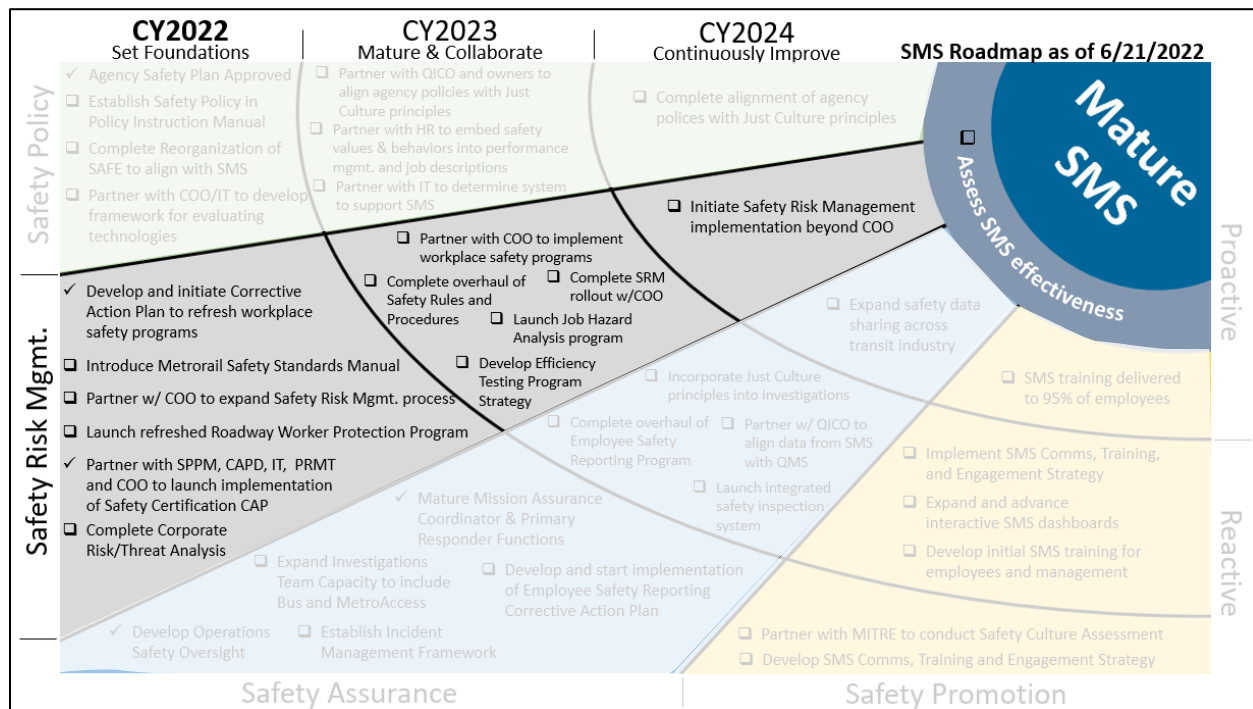 CY2022
Set Foundations
CY2023
Mature & Collaborate
CY2024
Continuously Improve
SMS Roadmap as of 6/21/2022
Safety Policy
✓ Agency Safety Plan Approved
❑ Establish Safety Policy in
Policy Instruction Manual
❑ Complete Reorganization of
SAFE to align with SMS
❑ Partner with COO/IT to develop
framework for evaluating
technologies
❑ Partner with QICO and owners to
align agency policies with Just
Culture principles
❑ Partner with HR to embed safety
values & behaviors into performance
mgmt. and job descriptions
❑ Partner with IT to determine system
to support SMS
❑ Complete alignment of agency
polices with Just Culture principles
Safety Risk Mgmt.
✓ Develop and initiate Corrective
Action Plan to refresh workplace
safety programs
❑ Introduce Metrorail Safety Standards Manual
❑ Partner w/ COO to expand Safety Risk Mgmt. process
❑ Launch refreshed Roadway Worker Protection Program
✓ Partner with SPPM, CAPD, IT, PRMT
and COO to launch implementation
of Safety Certification CAP
❑ Complete Corporate
Risk/Threat Analysis
❑ Partner with COO to implement
workplace safety programs
❑ Complete overhaul of
Safety Rules and
Procedures
❑ Complete SRM
rollout w/COO
❑ Launch Job Hazard
Analysis program
❑ Develop Efficiency
Testing Program
Strategy
❑ Initiate Safety Risk Management
implementation beyond COO
❑ Assess SMS effectiveness
Mature
SMS
Proactive
Reactive
❑ Expand safety data
sharing across
transit industry
❑ Incorporate Just Culture
principles into investigations
❑ Complete overhaul of
Employee Safety
Reporting Program
❑ Partner w/ QICO to
align data from SMS
with QMS
❑ Launch integrated
safety inspection
system
✓ Mature Mission Assurance
Coordinator & Primary
Responder Functions
❑ Expand Investigations
Team Capacity to include
Bus and MetroAccess
❑ Develop and start implementation
of Employee Safety Reporting
Corrective Action Plan
✓ Develop Operations
Safety Oversight
❑ Establish Incident
Management Framework
❑ SMS training delivered
to 95% of employees
❑ Implement SMS Comms, Training,
and Engagement Strategy
❑ Expand and advance
interactive SMS dashboards
❑ Develop initial SMS training for
employees and management
❑ Partner with MITRE to conduct Safety Culture Assessment
❑ Develop SMS Comms, Training and Engagement Strategy
Safety Assurance
Safety Promotion